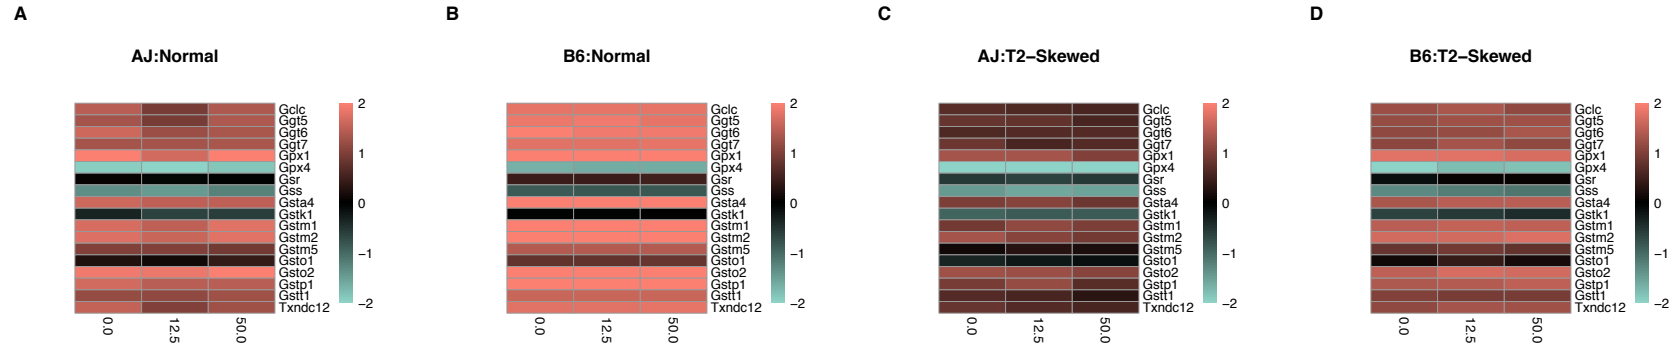 A
AJ:Normal
Gclc
Ggt5
Ggt6
Ggt7
Gpx1
Gpx4
Gsr
Gss
Gsta4
Gstk1
Gstm1
Gstm2
Gstm5
Gsto1
Gsto2
Gstp1
Gstt1
Txndc12
2
1
0
−1
−2
0.0
12.5
50.0
B
B6:Normal
Gclc
Ggt5
Ggt6
Ggt7
Gpx1
Gpx4
Gsr
Gss
Gsta4
Gstk1
Gstm1
Gstm2
Gstm5
Gsto1
Gsto2
Gstp1
Gstt1
Txndc12
2
1
0
−1
−2
0.0
12.5
50.0
C
AJ:T2−Skewed
Gclc
Ggt5
Ggt6
Ggt7
Gpx1
Gpx4
Gsr
Gss
Gsta4
Gstk1
Gstm1
Gstm2
Gstm5
Gsto1
Gsto2
Gstp1
Gstt1
Txndc12
2
1
0
−1
−2
0.0
12.5
50.0
D
B6:T2−Skewed
Gclc
Ggt5
Ggt6
Ggt7
Gpx1
Gpx4
Gsr
Gss
Gsta4
Gstk1
Gstm1
Gstm2
Gstm5
Gsto1
Gsto2
Gstp1
Gstt1
Txndc12
2
1
0
−1
−2
0.0
12.5
50.0